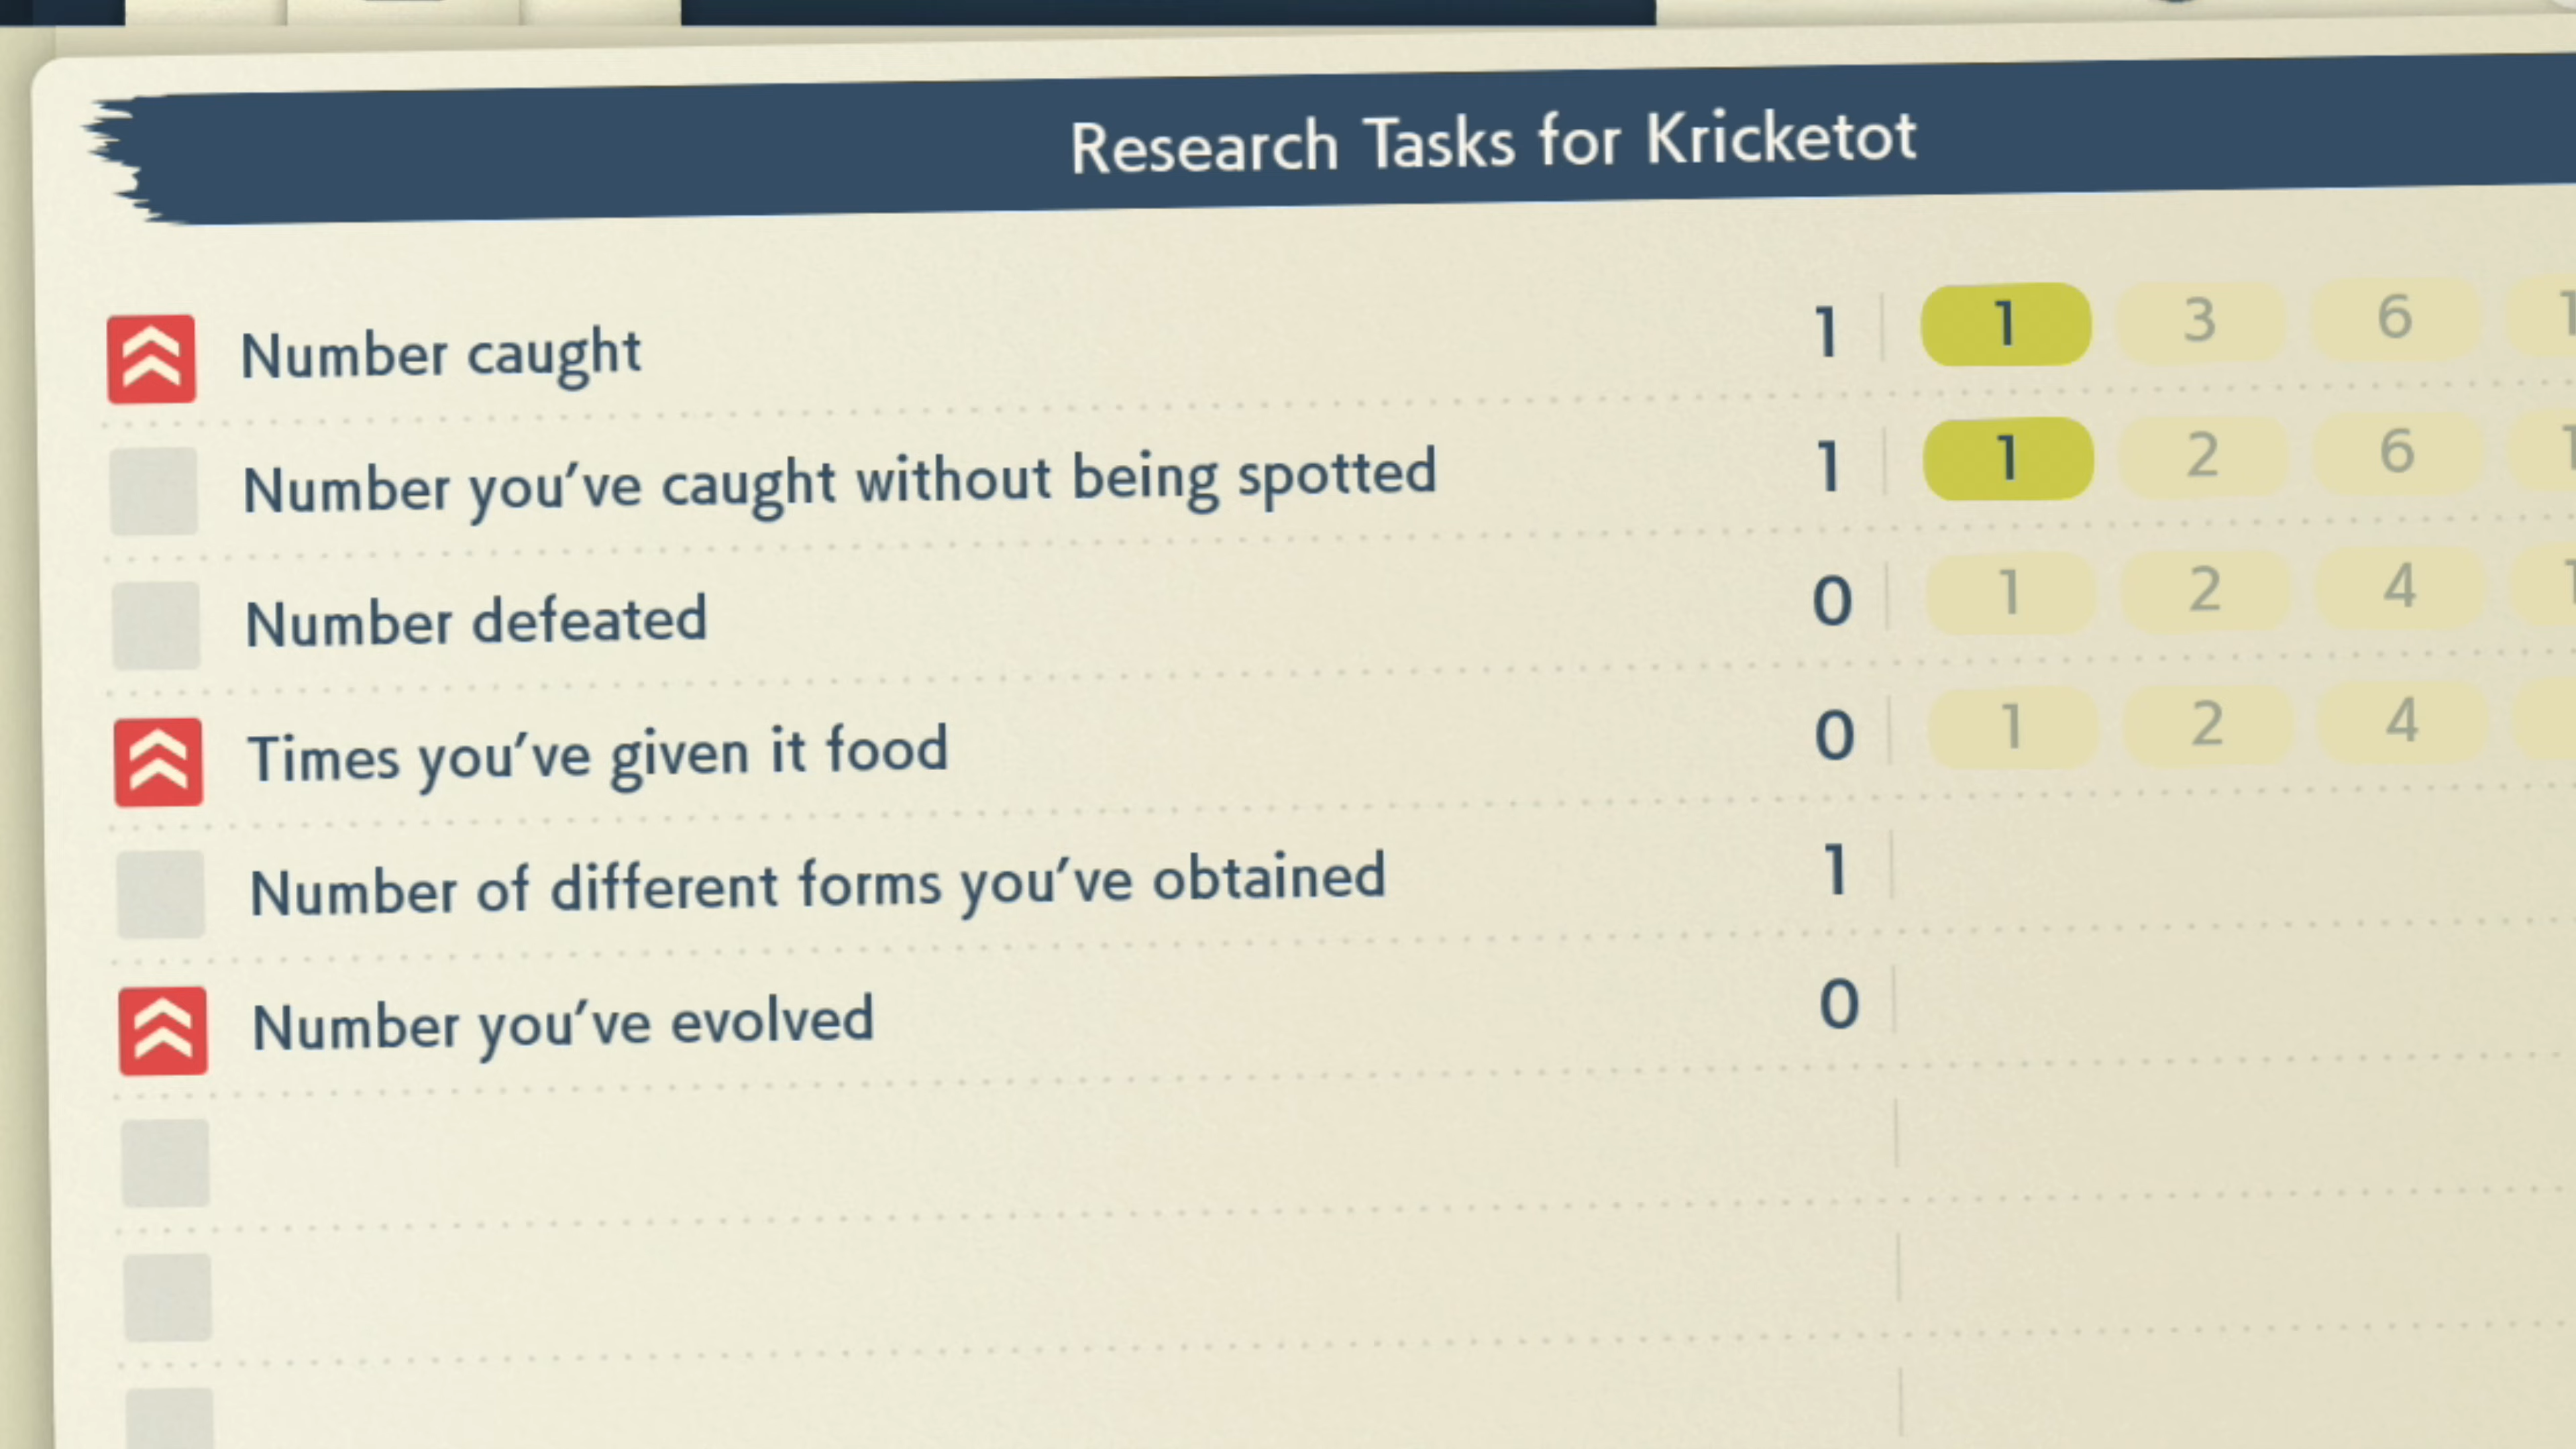 Research Tasks for Kricketot
Number caught 1 1 3 6
Number you've caught without being spotted 1 1 2 6
Number defeated 0 1 2 4
Times you've given it food 0 1 2 4
Number of different forms you've obtained 1
Number you've evolved 0